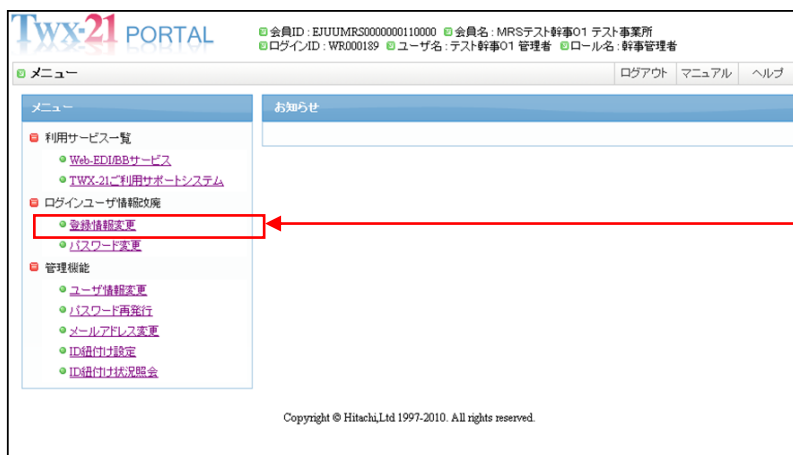 Twx-21 PORTAL
会員ID : EJUUMRS0000000110000 会員名 : MRSテスト幹事01 テスト事業所
ログインID : WR000189 ユーザ名 : テスト幹事01 管理者 ロール名 : 幹事管理者
メニュー
ログアウト マニュアル ヘルプ
メニュー
利用サービス一覧
Web-EDI/BBサービス
TWX-21ご利用サポートシステム
ログインユーザ情報改廃
登録情報変更
パスワード変更
管理機能
ユーザ情報変更
パスワード再発行
メールアドレス変更
ID紐付け設定
ID紐付け状況照会
お知らせ
Copyright © Hitachi,Ltd 1997-2010. All rights reserved.